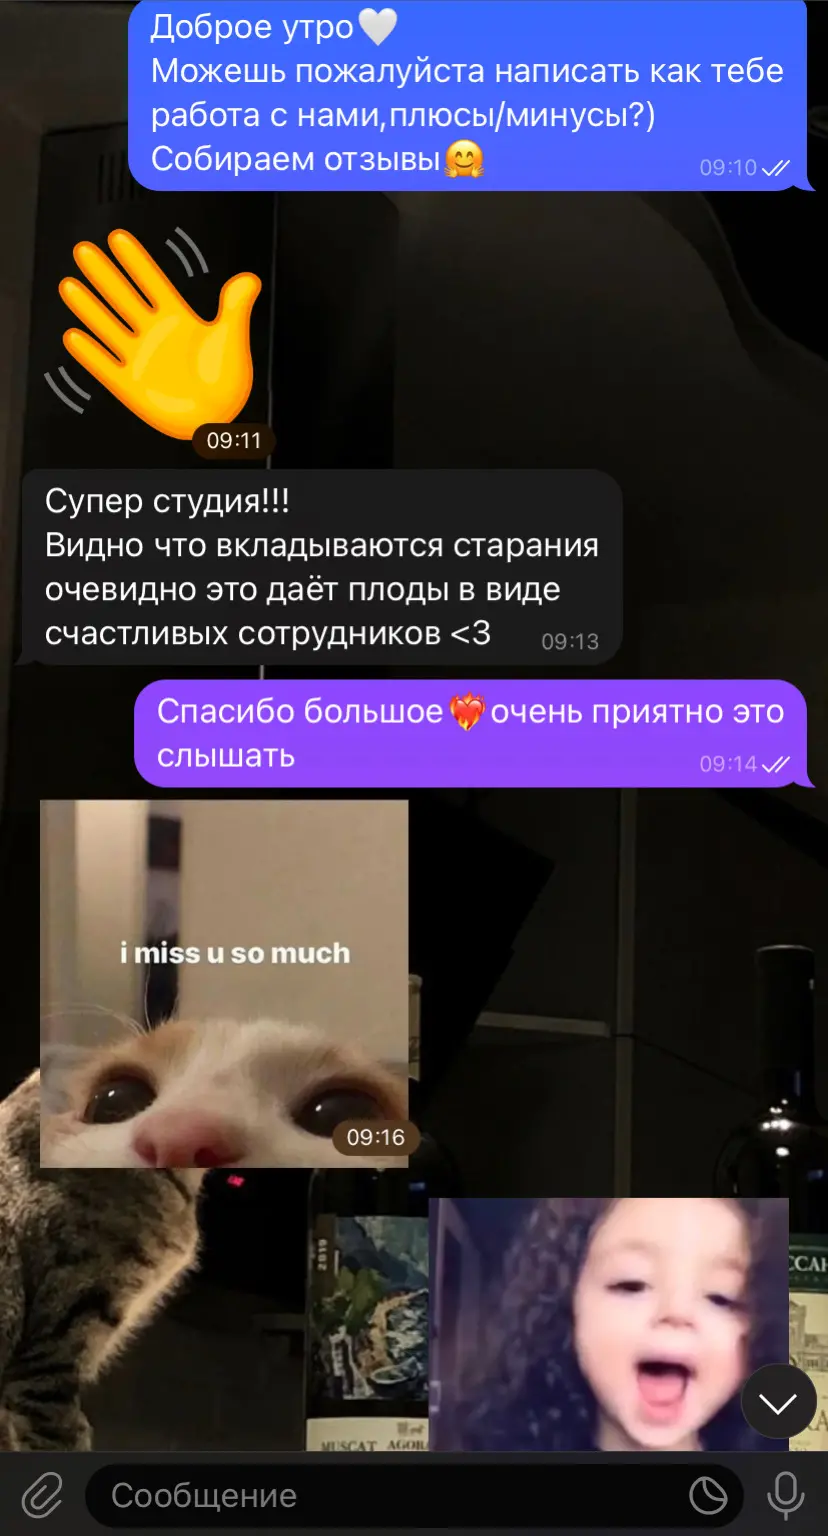 Доброе утро🤍
Можешь пожалуйста написать как тебе
работа с нами,плюсы/минусы?)
Собираем отзывы🤗
09:10
09:11
Супер студия!!!
Видно что вкладываются старания
очевидно это даёт плоды в виде
счастливых сотрудников <3
09:13
Спасибо большое❤️‍🔥очень приятно это
слышать
09:14
i miss u so much
09:16
2019
MUSCAT
Сообщение